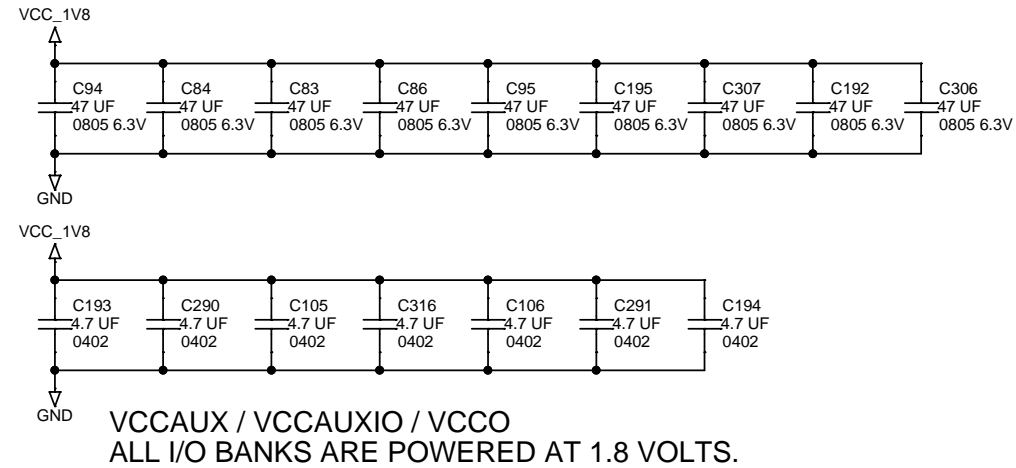 VCC_1V8
C94 C84 C83 C86 C95 C195 C307 C192 C306
47 UF 47 UF 47 UF 47 UF 47 UF 47 UF 47 UF 47 UF 47 UF
0805 6.3V 0805 6.3V 0805 6.3V 0805 6.3V 0805 6.3V 0805 6.3V 0805 6.3V 0805 6.3V 0805 6.3V
GND
VCC_1V8
C193 C290 C105 C316 C106 C291 C194
4.7 UF 4.7 UF 4.7 UF 4.7 UF 4.7 UF 4.7 UF 4.7 UF
0402 0402 0402 0402 0402 0402 0402
GND
VCCAUX / VCCAUXIO / VCCO
ALL I/O BANKS ARE POWERED AT 1.8 VOLTS.